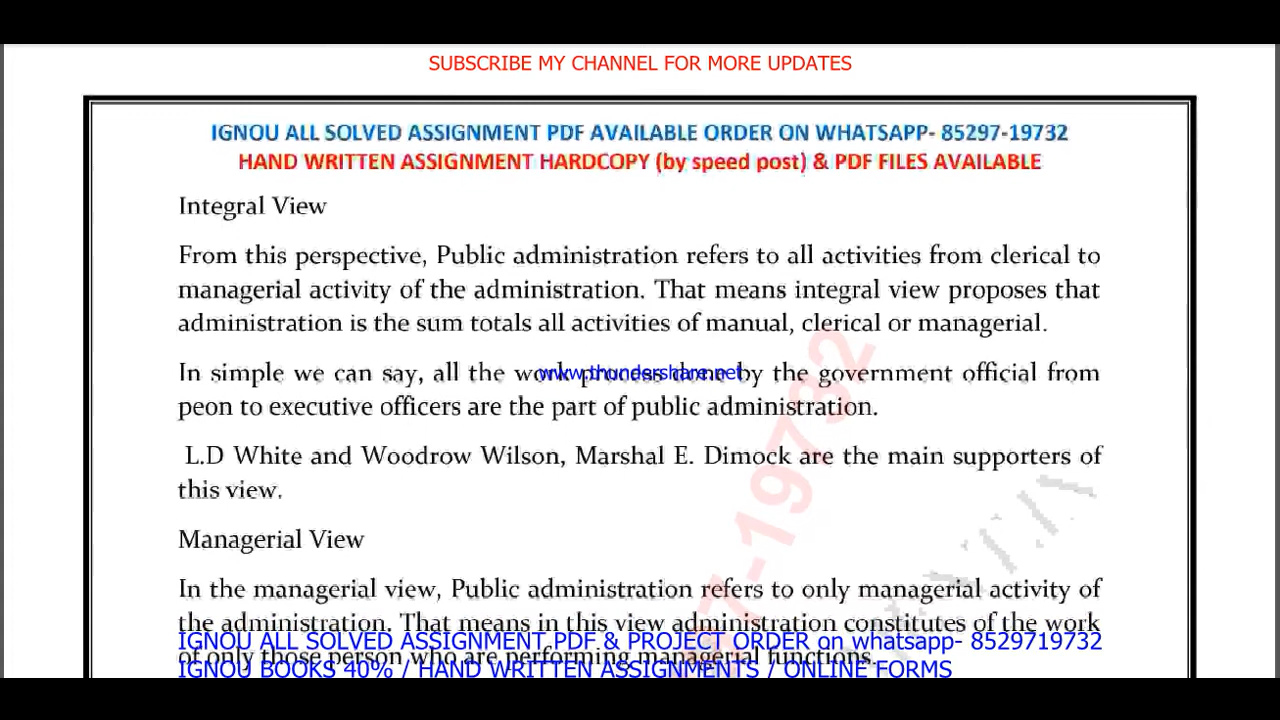 SUBSCRIBE MY CHANNEL FOR MORE UPDATES
IGNOU ALL SOLVED ASSIGNMENT PDF AVAILABLE ORDER ON WHATSAPP- 85297-19732
HAND WRITTEN ASSIGNMENT HARDCOPY (by speed post) & PDF FILES AVAILABLE
Integral View
From this perspective, Public administration refers to all activities from clerical to
managerial activity of the administration. That means integral view proposes that
administration is the sum totals all activities of manual, clerical or managerial.
In simple we can say, all the work process done by the government official from
www.thundershare.net
peon to executive officers are the part of public administration.
L.D White and Woodrow Wilson, Marshal E. Dimock are the main supporters of
this view.
Managerial View
In the managerial view, Public administration refers to only managerial activity of
the administration. That means in this view administration constitutes of the work
IGNOU ALL SOLVED ASSIGNMENT PDF & PROJECT ORDER on whatsapp- 8529719732
of only those person who are performing managerial functions.
IGNOU BOOKS 40% / HAND WRITTEN ASSIGNMENTS / ONLINE FORMS
97-19732